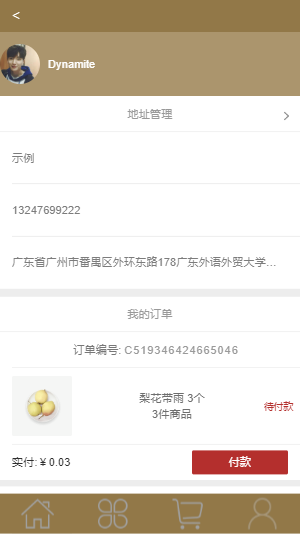 <
Dynamite
地址管理 >
示例
13247699222
广东省广州市番禺区外环东路178广东外语外贸大学…
我的订单
订单编号: C519346424665046
梨花带雨 3个
3件商品
待付款
实付: ¥ 0.03
付款